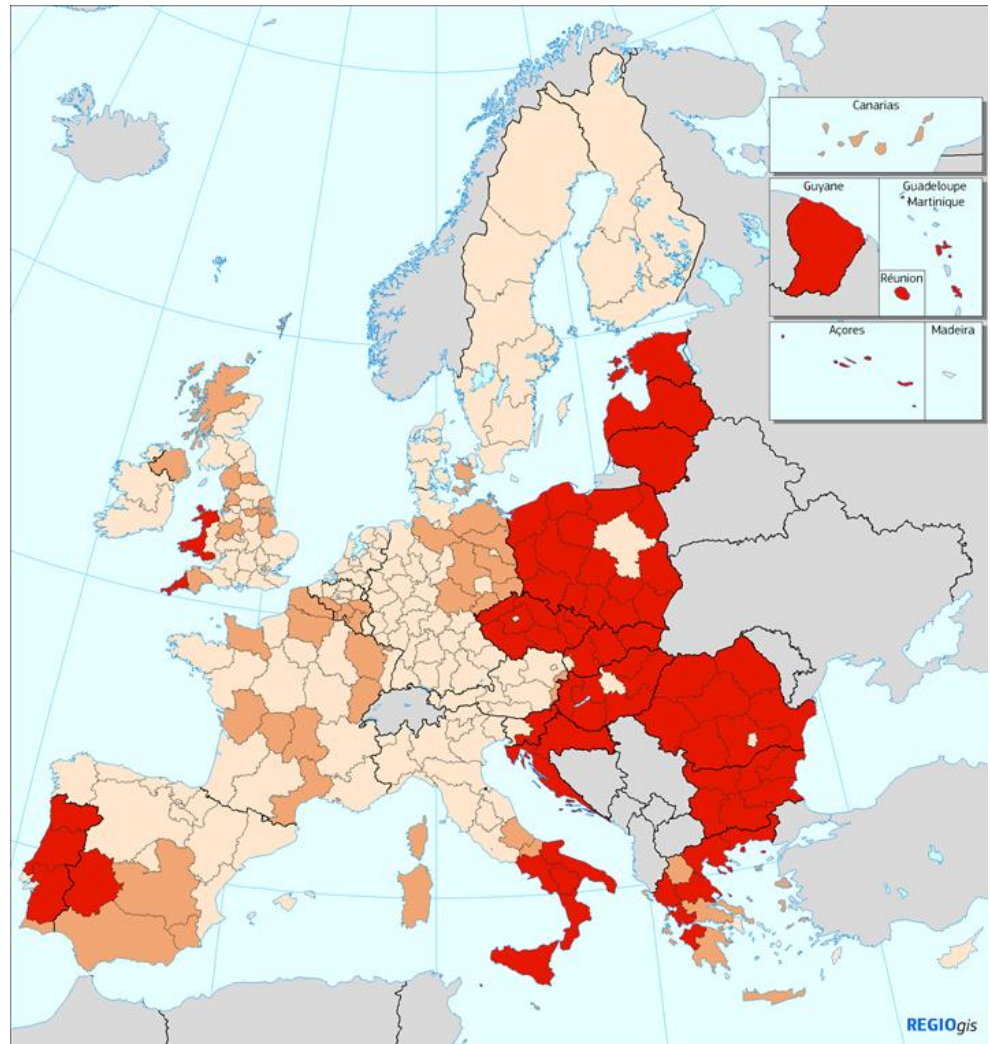 Canarias
Guyane
Guadeloupe
Martinique
Réunion
Açores
Madeira
REGIOgis